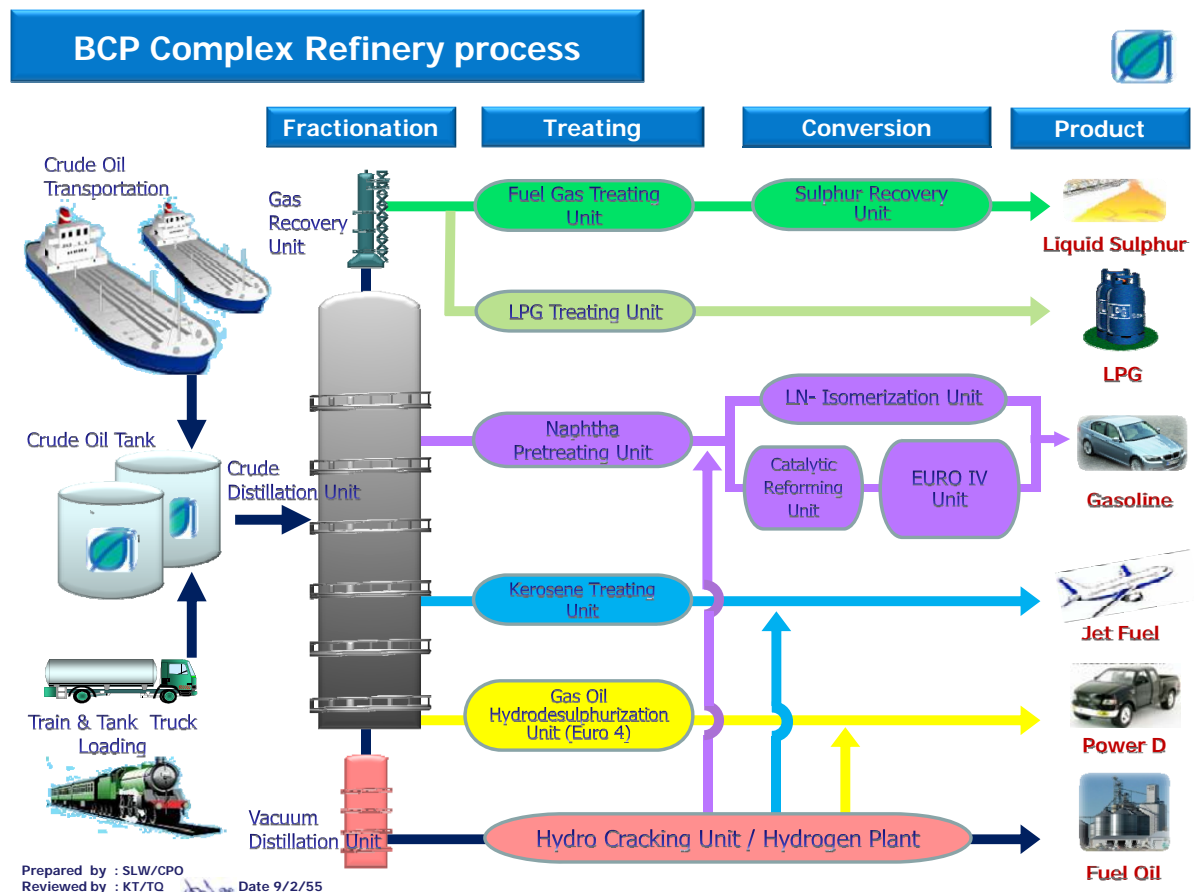 BCP Complex Refinery process
Fractionation
Treating
Conversion
Product
Crude Oil
Transportation
Gas
Recovery
Unit
Fuel Gas Treating
Unit
Sulphur Recovery
Unit
Liquid Sulphur
LPG Treating Unit
LPG
LN- Isomerization Unit
Crude Oil Tank
Naphtha
Pretreating Unit
Crude
Distillation Unit
Catalytic
Reforming
Unit
EURO IV
Unit
Gasoline
Kerosene Treating
Unit
Jet Fuel
Train & Tank Truck
Loading
Gas Oil
Hydrodesulphurization
Unit (Euro 4)
Power D
Vacuum
Distillation Unit
Hydro Cracking Unit / Hydrogen Plant
Fuel Oil
Prepared by : SLW/CPO
Reviewed by : KT/TQ
Date 9/2/55